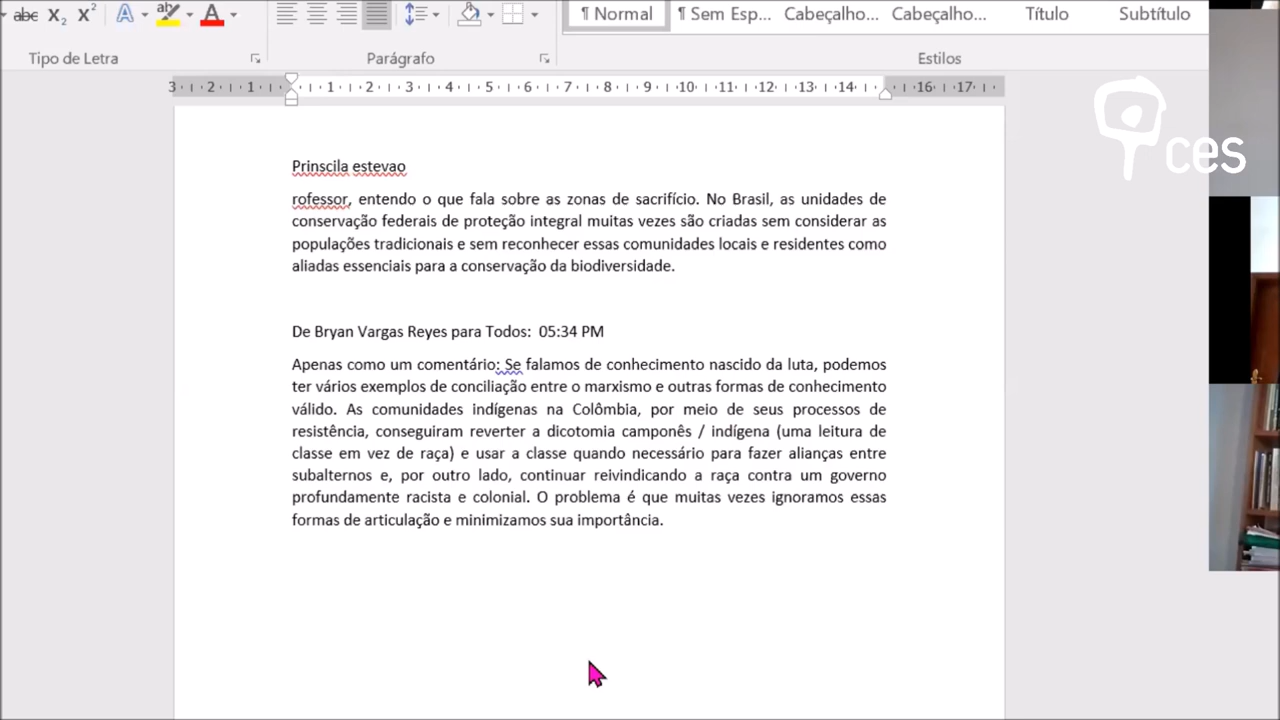 abc X₂ X² A aby A
¶ Normal ¶ Sem Esp... Cabeçalho... Cabeçalho... Título Subtítulo
Tipo de Letra Parágrafo Estilos
3 2 1 1 2 3 4 5 6 7 8 9 10 11 12 13 14 16 17
ces
Prinscila estevao
rofessor, entendo o que fala sobre as zonas de sacrifício. No Brasil, as unidades de
conservação federais de proteção integral muitas vezes são criadas sem considerar as
populações tradicionais e sem reconhecer essas comunidades locais e residentes como
aliadas essenciais para a conservação da biodiversidade.
De Bryan Vargas Reyes para Todos: 05:34 PM
Apenas como um comentário: Se falamos de conhecimento nascido da luta, podemos
ter vários exemplos de conciliação entre o marxismo e outras formas de conhecimento
válido. As comunidades indígenas na Colômbia, por meio de seus processos de
resistência, conseguiram reverter a dicotomia camponês / indígena (uma leitura de
classe em vez de raça) e usar a classe quando necessário para fazer alianças entre
subalternos e, por outro lado, continuar reivindicando a raça contra um governo
profundamente racista e colonial. O problema é que muitas vezes ignoramos essas
formas de articulação e minimizamos sua importância.